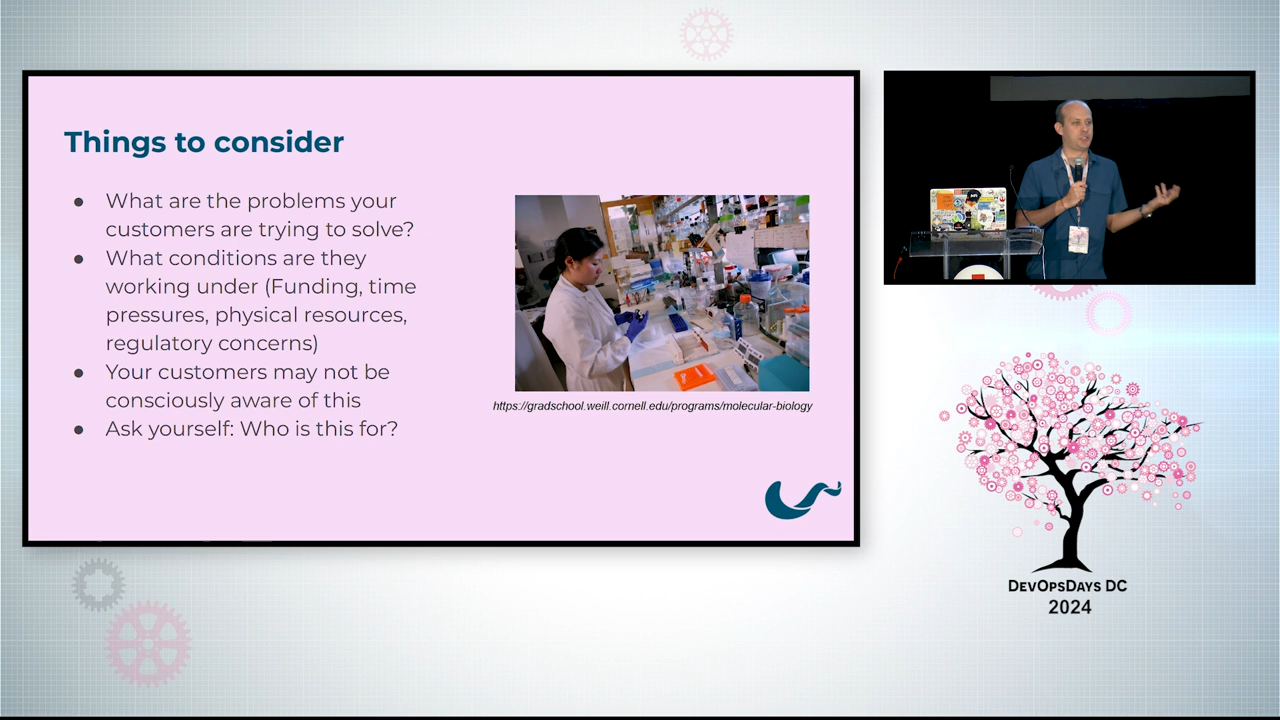 Things to consider
● What are the problems your
customers are trying to solve?
● What conditions are they
working under (Funding, time
pressures, physical resources,
regulatory concerns)
● Your customers may not be
consciously aware of this
● Ask yourself: Who is this for?
https://gradschool.weill.cornell.edu/programs/molecular-biology
DEVOPSDAYS DC
2024